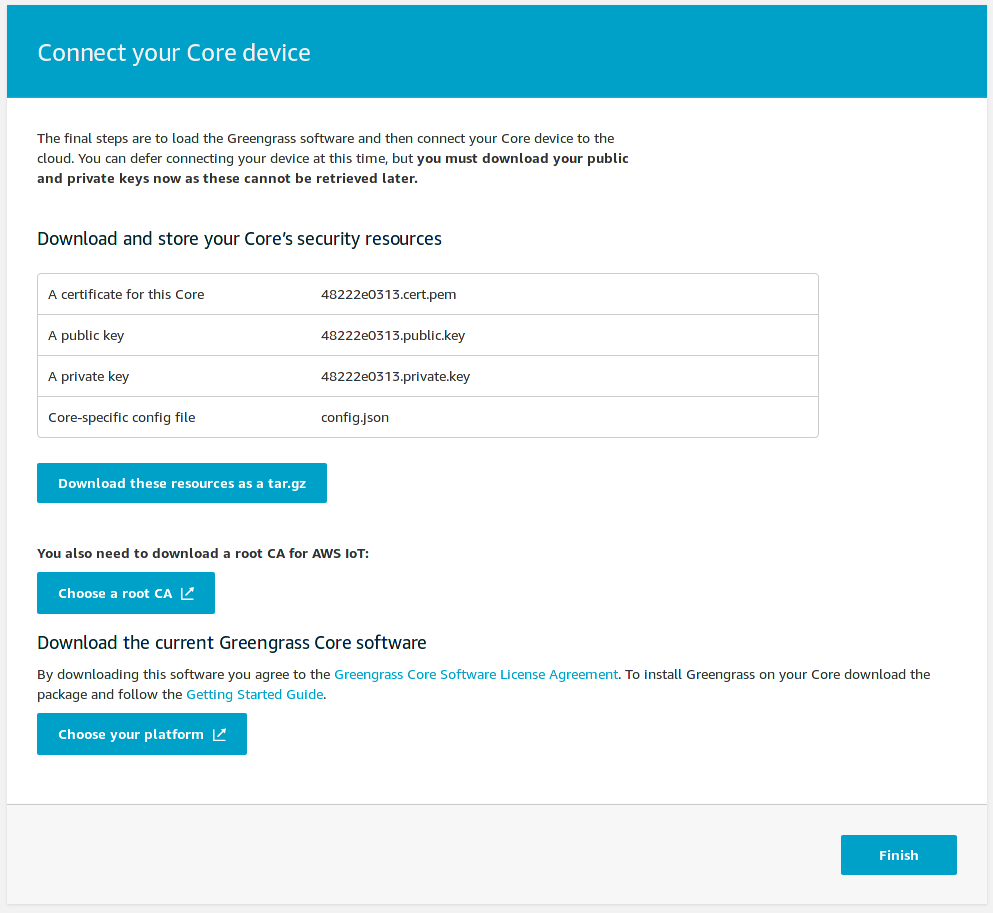 Connect your Core device
The final steps are to load the Greengrass software and then connect your Core device to the
cloud. You can defer connecting your device at this time, but you must download your public
and private keys now as these cannot be retrieved later.
Download and store your Core’s security resources
A certificate for this Core 48222e0313.cert.pem
A public key 48222e0313.public.key
A private key 48222e0313.private.key
Core-specific config file config.json
Download these resources as a tar.gz
You also need to download a root CA for AWS IoT:
Choose a root CA
Download the current Greengrass Core software
By downloading this software you agree to the Greengrass Core Software License Agreement. To install Greengrass on your Core download the
package and follow the Getting Started Guide.
Choose your platform
Finish